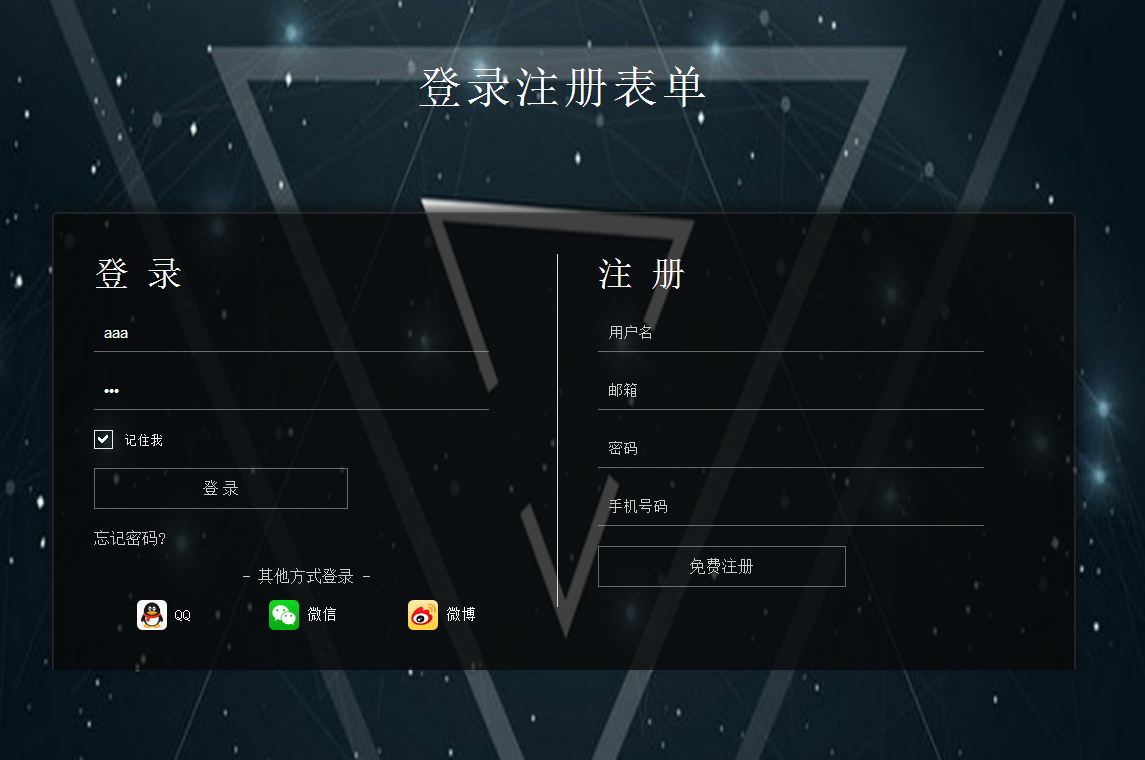 登录注册表单
登 录
aaa
•••
记住我
登 录
忘记密码?
- 其他方式登录 -
QQ 微信 微博
注 册
用户名
邮箱
密码
手机号码
免费注册